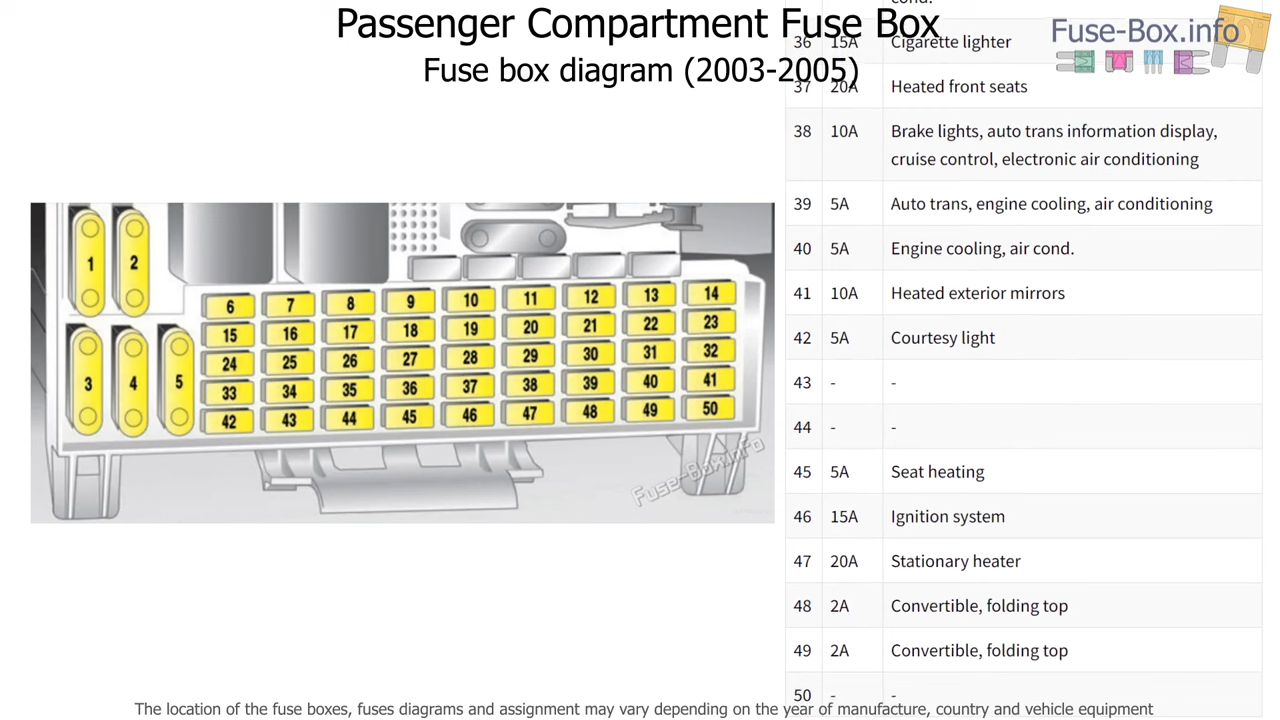 Passenger Compartment Fuse Box
Fuse box diagram (2003-2005)
Fuse-Box.info
cond.
36 15A Cigarette lighter
37 20A Heated front seats
38 10A Brake lights, auto trans information display,
cruise control, electronic air conditioning
39 5A Auto trans, engine cooling, air conditioning
40 5A Engine cooling, air cond.
41 10A Heated exterior mirrors
42 5A Courtesy light
43 - -
44 - -
45 5A Seat heating
46 15A Ignition system
47 20A Stationary heater
48 2A Convertible, folding top
49 2A Convertible, folding top
50 - -
1 2
3 4 5
6 7 8 9 10 11 12 13 14
15 16 17 18 19 20 21 22 23
24 25 26 27 28 29 30 31 32
33 34 35 36 37 38 39 40 41
42 43 44 45 46 47 48 49 50
Fuse-Box.info
The location of the fuse boxes, fuses diagrams and assignment may vary depending on the year of manufacture, country and vehicle equipment